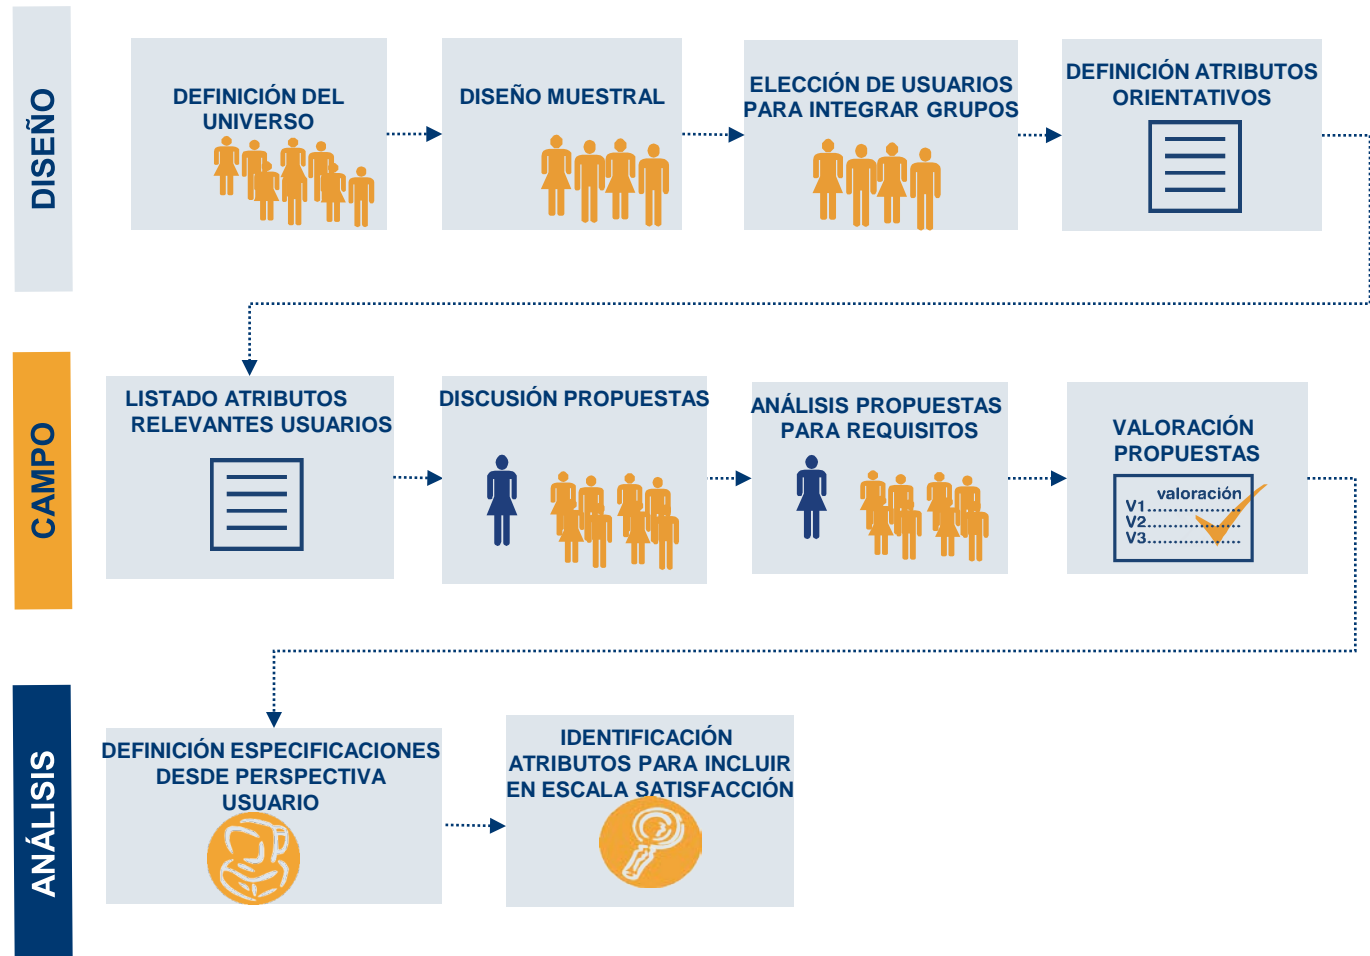 DISEÑO
DEFINICIÓN DEL
UNIVERSO
DISEÑO MUESTRAL
ELECCIÓN DE USUARIOS
PARA INTEGRAR GRUPOS
DEFINICIÓN ATRIBUTOS
ORIENTATIVOS
CAMPO
LISTADO ATRIBUTOS
RELEVANTES USUARIOS
DISCUSIÓN PROPUESTAS
ANÁLISIS PROPUESTAS
PARA REQUISITOS
VALORACIÓN
PROPUESTAS
valoración
V1..................
V2..................
V3..................
ANÁLISIS
DEFINICIÓN ESPECIFICACIONES
DESDE PERSPECTIVA
USUARIO
IDENTIFICACIÓN
ATRIBUTOS PARA INCLUIR
EN ESCALA SATISFACCIÓN